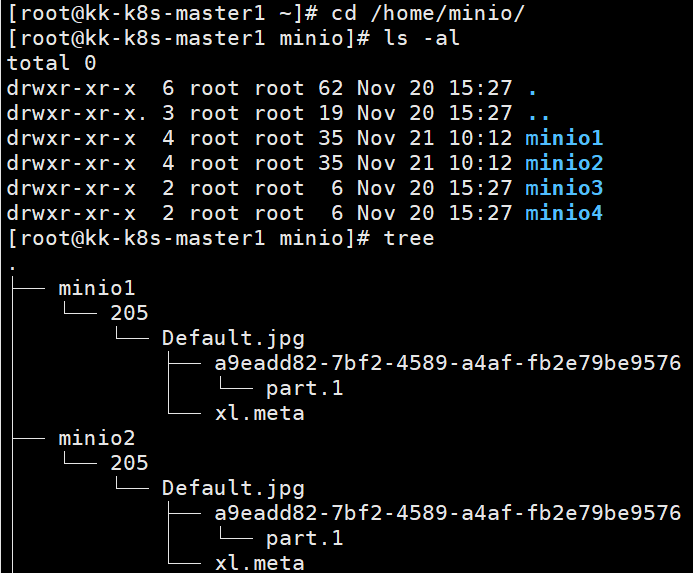 [root@kk-k8s-master1 ~]# cd /home/minio/
[root@kk-k8s-master1 minio]# ls -al
total 0
drwxr-xr-x  6 root root 62 Nov 20 15:27 .
drwxr-xr-x. 3 root root 19 Nov 20 15:27 ..
drwxr-xr-x  4 root root 35 Nov 21 10:12 minio1
drwxr-xr-x  4 root root 35 Nov 21 10:12 minio2
drwxr-xr-x  2 root root  6 Nov 20 15:27 minio3
drwxr-xr-x  2 root root  6 Nov 20 15:27 minio4
[root@kk-k8s-master1 minio]# tree
.
├── minio1
│   └── 205
│       └── Default.jpg
│           ├── a9eadd82-7bf2-4589-a4af-fb2e79be9576
│           │   └── part.1
│           └── xl.meta
├── minio2
│   └── 205
│       └── Default.jpg
│           ├── a9eadd82-7bf2-4589-a4af-fb2e79be9576
│           │   └── part.1
│           └── xl.meta